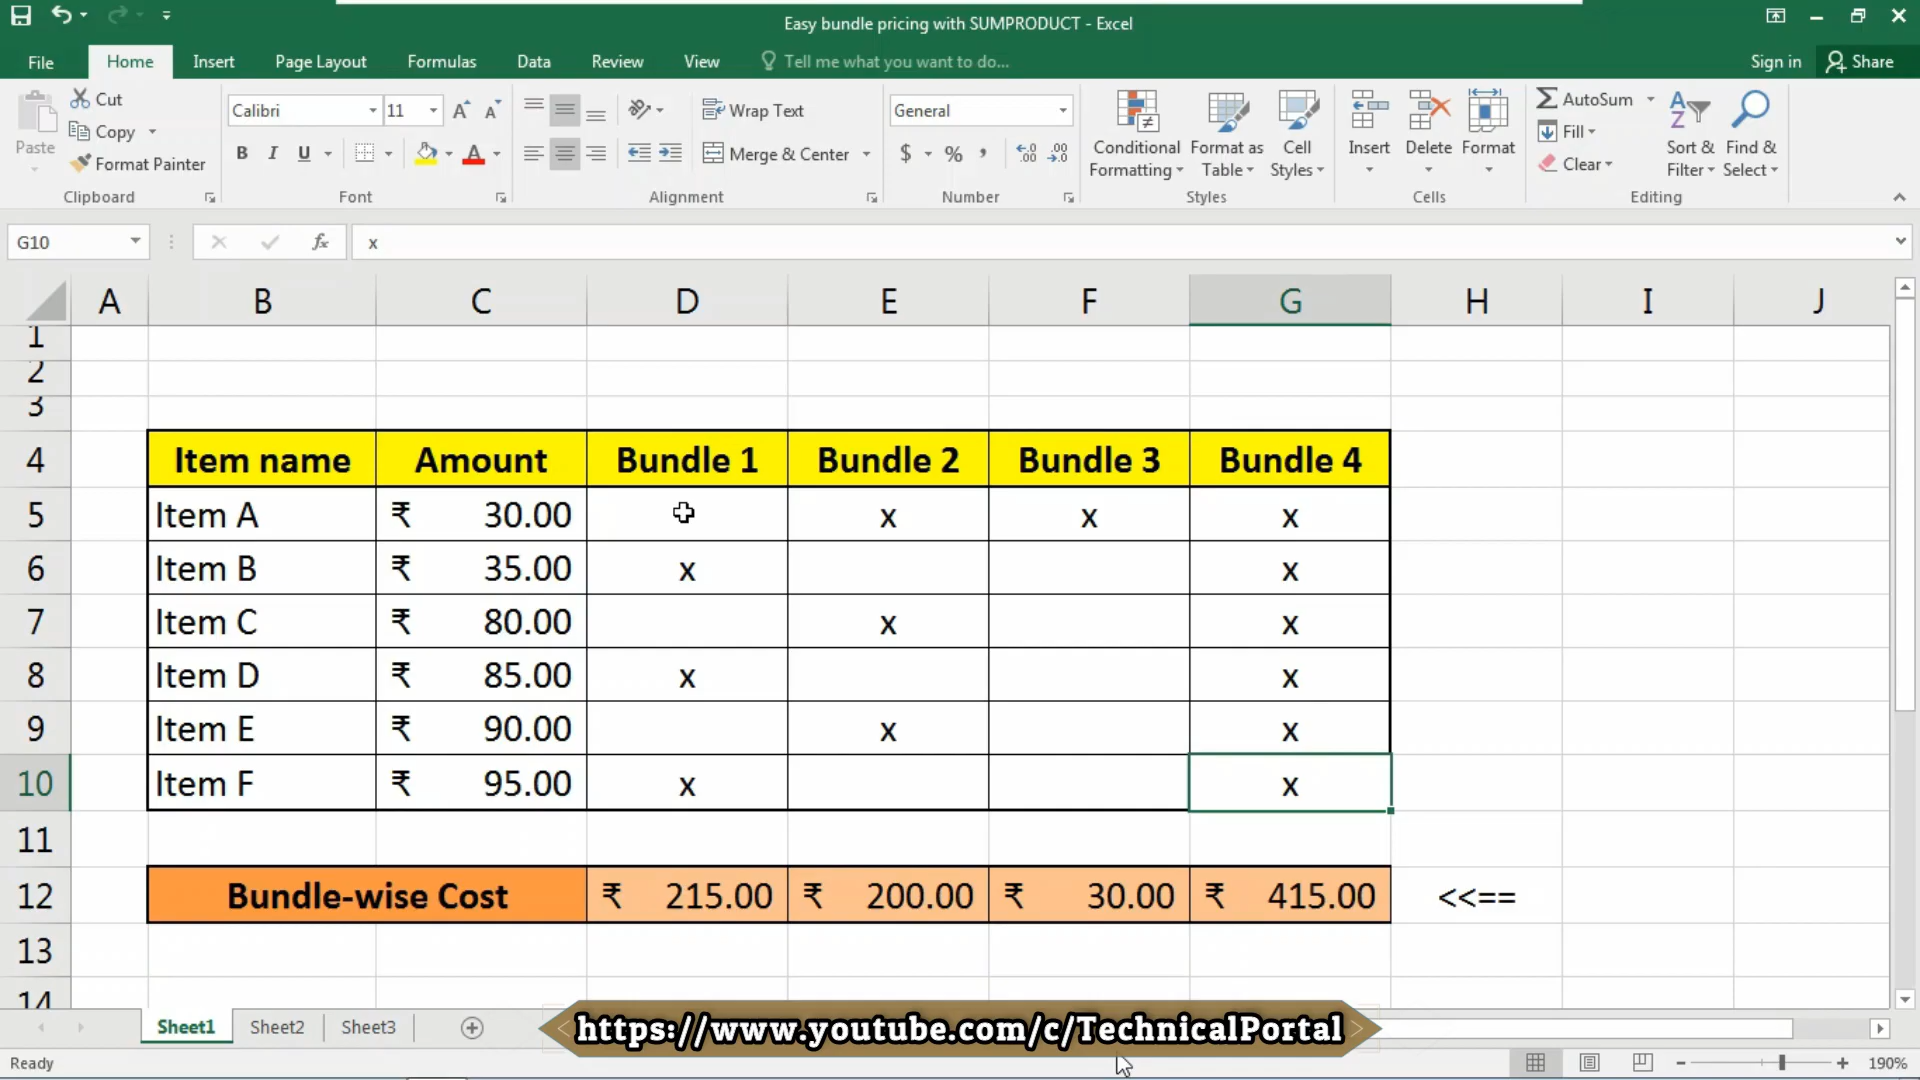 Easy bundle pricing with SUMPRODUCT - Excel
File Home Insert Page Layout Formulas Data Review View Tell me what you want to do... Sign in Share
Paste Cut
Copy
Format Painter
Clipboard
Calibri 11
B I U A
Font
Wrap Text
Merge & Center
Alignment
General
$ % ,
Number
Conditional Formatting
Format as Table
Cell Styles
Styles
Insert Delete Format
Cells
AutoSum
Fill
Clear
Sort & Filter
Find & Select
Editing
G10 fx x
A B C D E F G H I J
1
2
3
4 Item name Amount Bundle 1 Bundle 2 Bundle 3 Bundle 4
5 Item A ₹ 30.00 x x x
6 Item B ₹ 35.00 x x
7 Item C ₹ 80.00 x x
8 Item D ₹ 85.00 x x
9 Item E ₹ 90.00 x x
10 Item F ₹ 95.00 x x
11
12 Bundle-wise Cost ₹ 215.00 ₹ 200.00 ₹ 30.00 ₹ 415.00 <<==
13
14
Sheet1 Sheet2 Sheet3
https://www.youtube.com/c/TechnicalPortal
Ready 190%